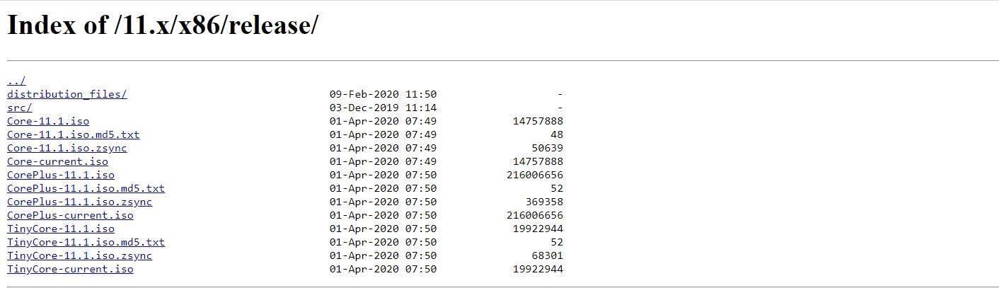 Index of /11.x/x86/release/
../
distribution_files/ 09-Feb-2020 11:50 -
src/ 03-Dec-2019 11:14 -
Core-11.1.iso 01-Apr-2020 07:49 14757888
Core-11.1.iso.md5.txt 01-Apr-2020 07:49 48
Core-11.1.iso.zsync 01-Apr-2020 07:49 50639
Core-current.iso 01-Apr-2020 07:49 14757888
CorePlus-11.1.iso 01-Apr-2020 07:50 216006656
CorePlus-11.1.iso.md5.txt 01-Apr-2020 07:50 52
CorePlus-11.1.iso.zsync 01-Apr-2020 07:50 369358
CorePlus-current.iso 01-Apr-2020 07:50 216006656
TinyCore-11.1.iso 01-Apr-2020 07:50 19922944
TinyCore-11.1.iso.md5.txt 01-Apr-2020 07:50 52
TinyCore-11.1.iso.zsync 01-Apr-2020 07:50 68301
TinyCore-current.iso 01-Apr-2020 07:50 19922944